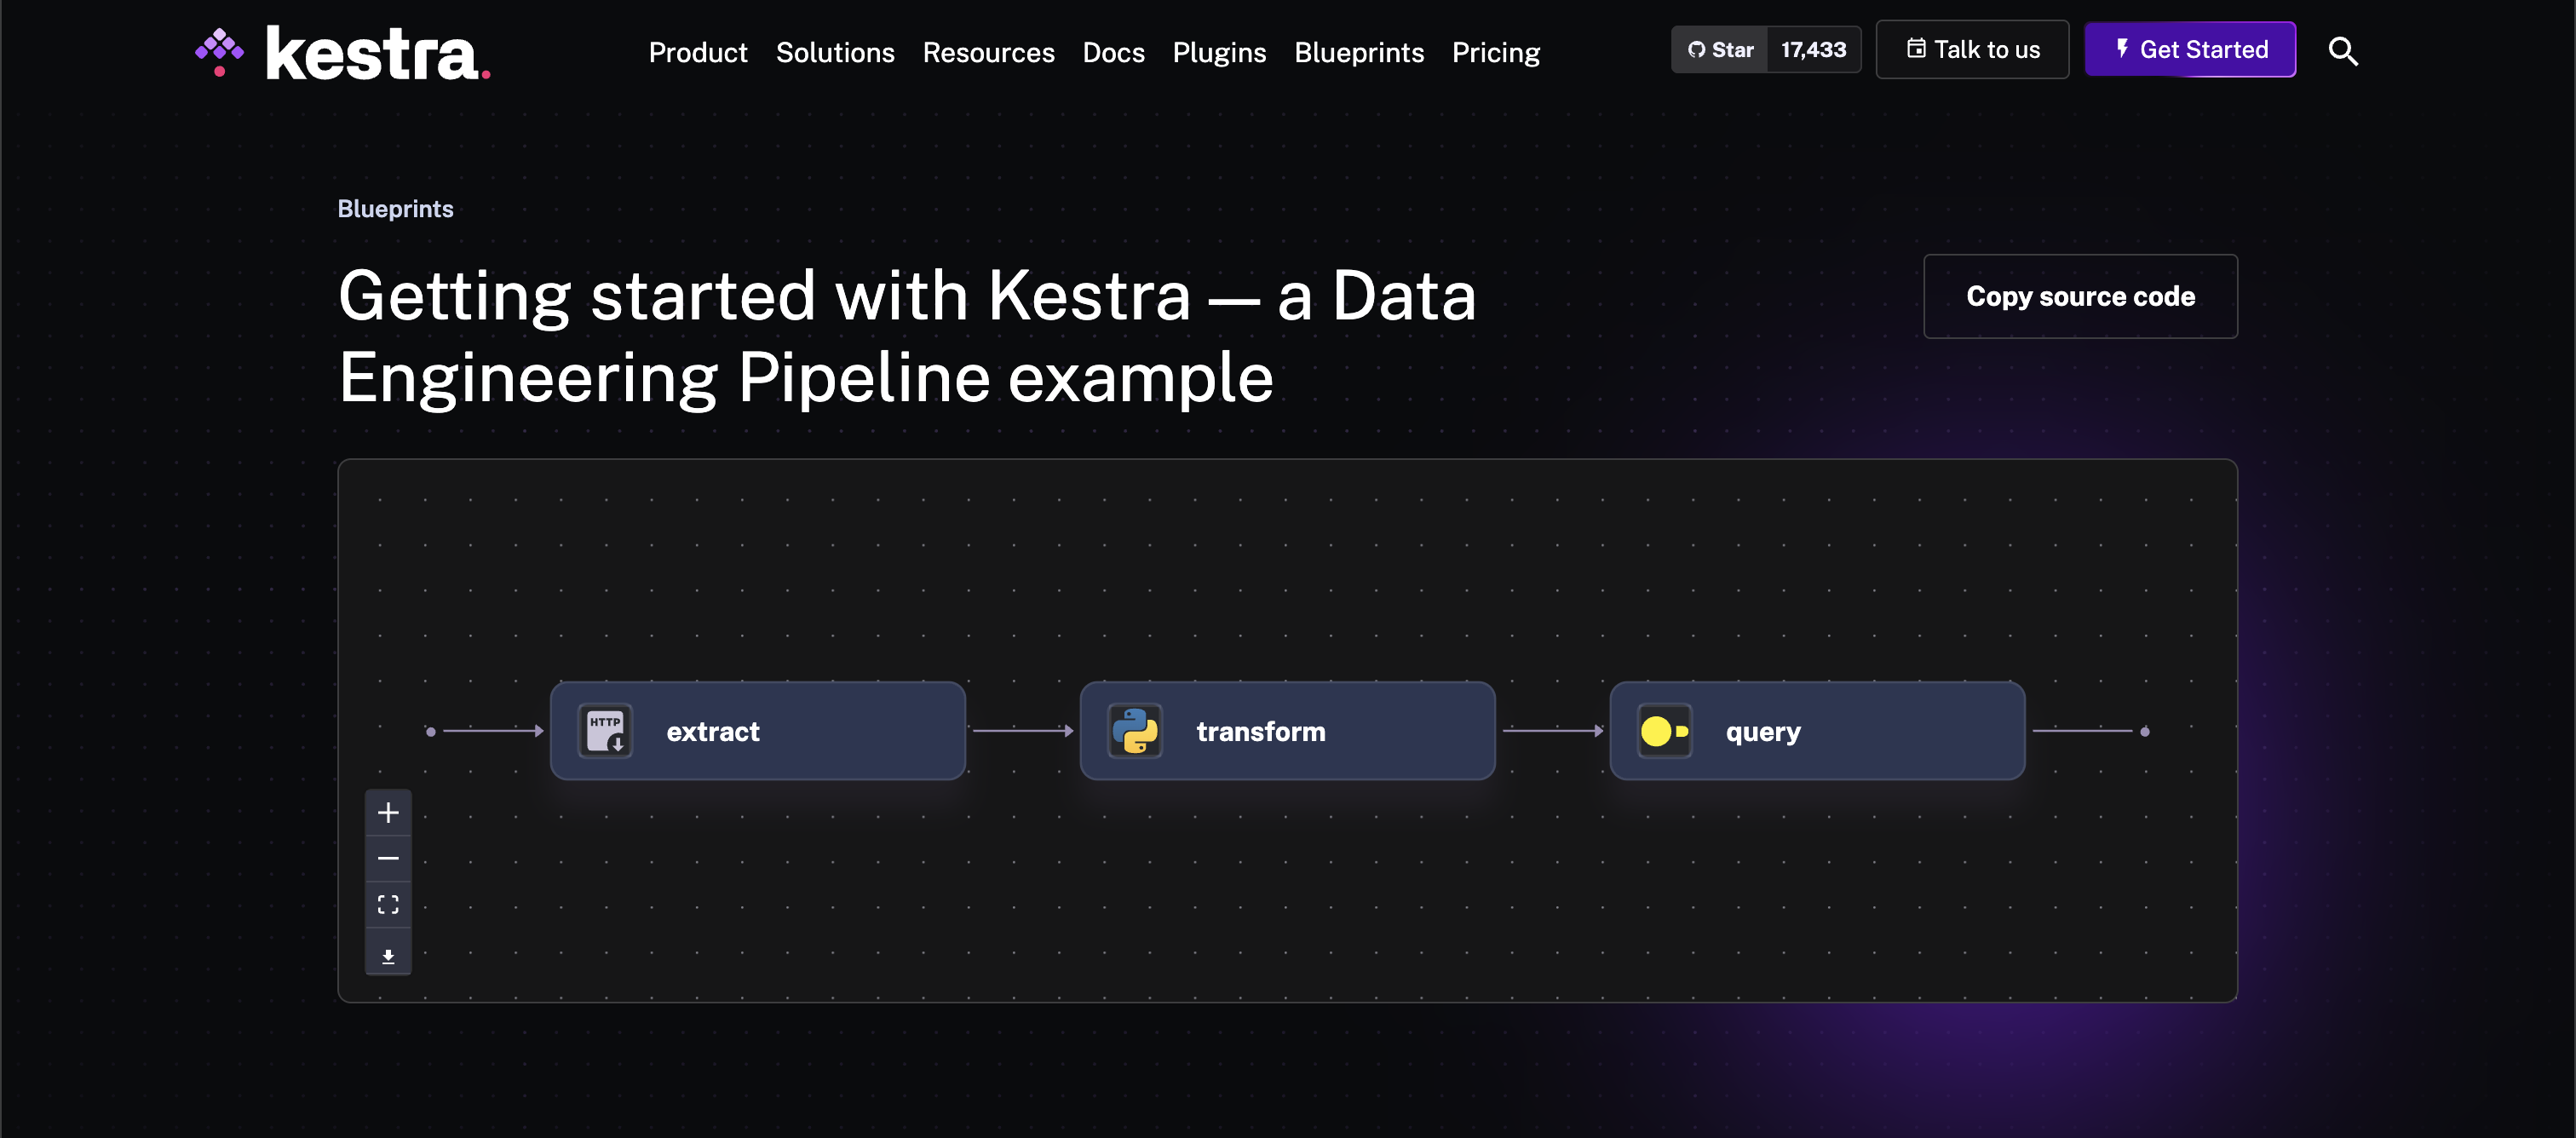 kestra.
Product Solutions Resources Docs Plugins Blueprints Pricing
Star 17,433
Talk to us
Get Started
Blueprints
Getting started with Kestra — a Data
Engineering Pipeline example
Copy source code
HTTP
extract
transform
query